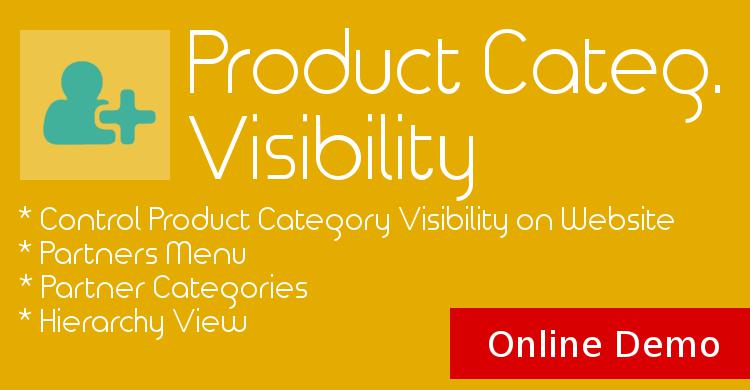 Product Categ.
Visibility
* Control Product Category Visibility on Website
* Partners Menu
* Partner Categories
* Hierarchy View
Online Demo